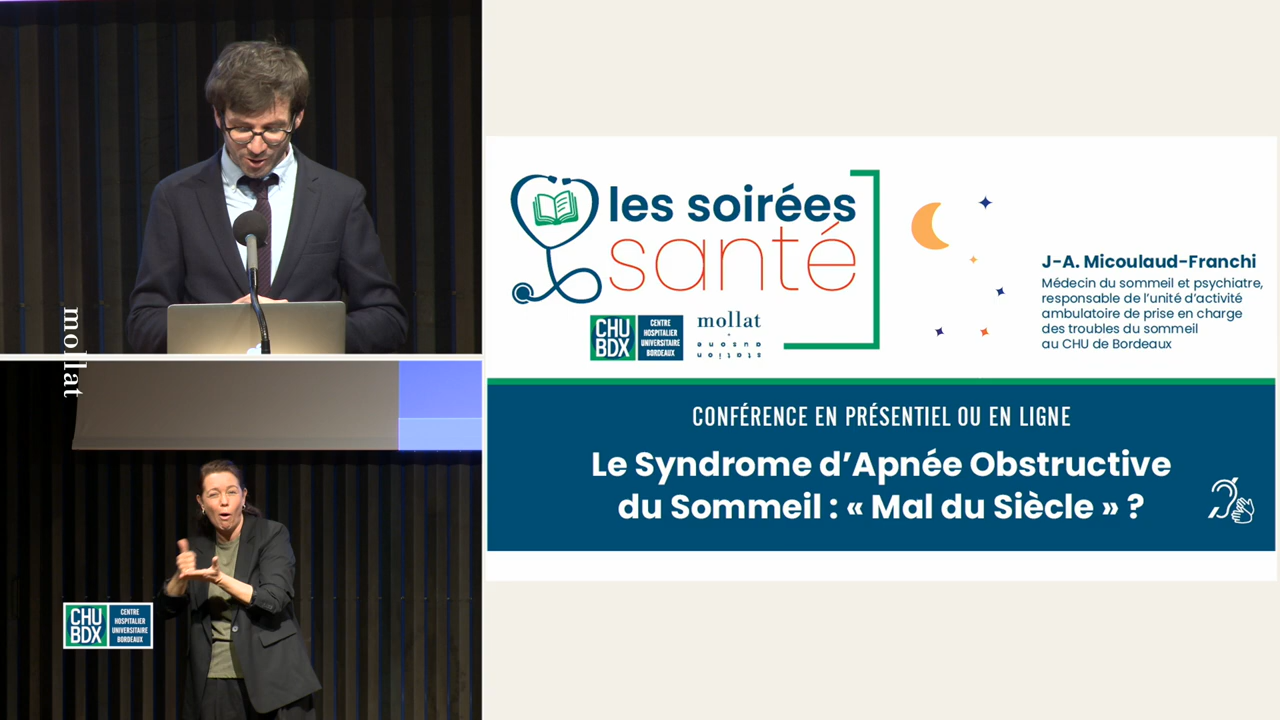 mollat
CHU
BDX
CENTRE
HOSPITALIER
UNIVERSITAIRE
BORDEAUX
les soirées
santé
CHU
BDX
CENTRE
HOSPITALIER
UNIVERSITAIRE
BORDEAUX
mollat
station
ausone
J-A. Micoulaud-Franchi
Médecin du sommeil et psychiatre,
responsable de l'unité d'activité
ambulatoire de prise en charge
des troubles du sommeil
au CHU de Bordeaux
CONFÉRENCE EN PRÉSENTIEL OU EN LIGNE
Le Syndrome d'Apnée Obstructive
du Sommeil : « Mal du Siècle » ?